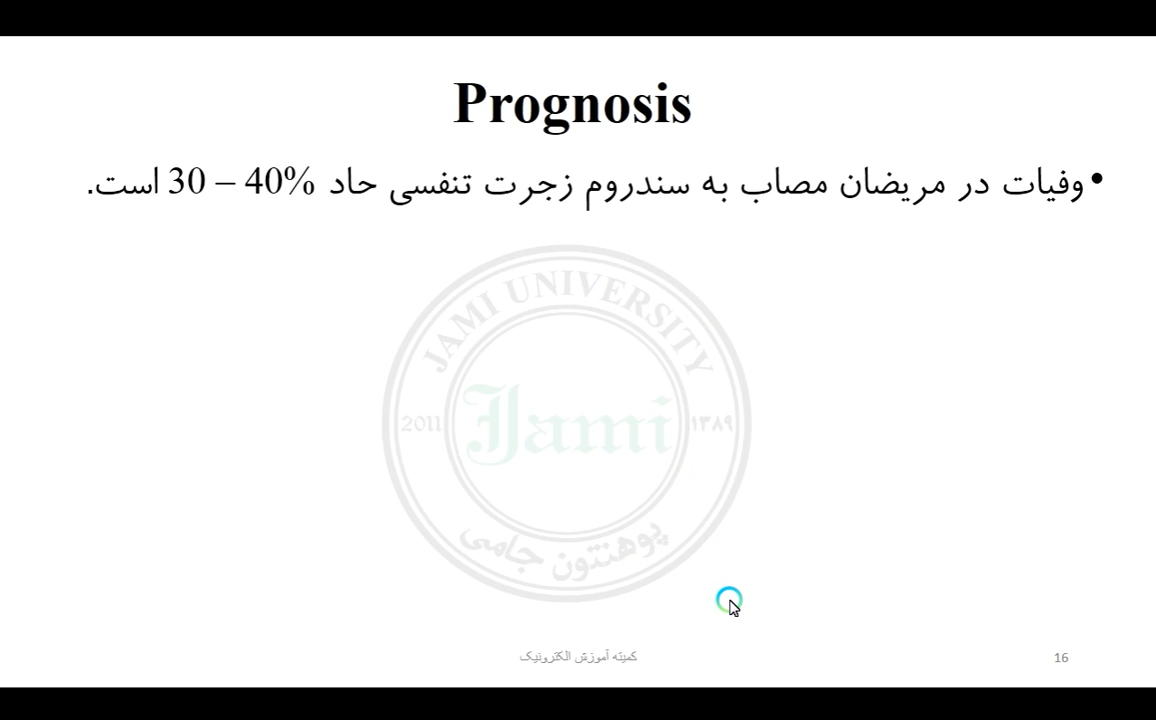 Prognosis
•وفیات در مریضان مصاب به سندروم زجرت تنفسی حاد 30 – 40% است.
JAMI UNIVERSITY
2011 Jami ۱۳۸۹
پوهنتون جامی
کمیته آموزش الکترونیک
16